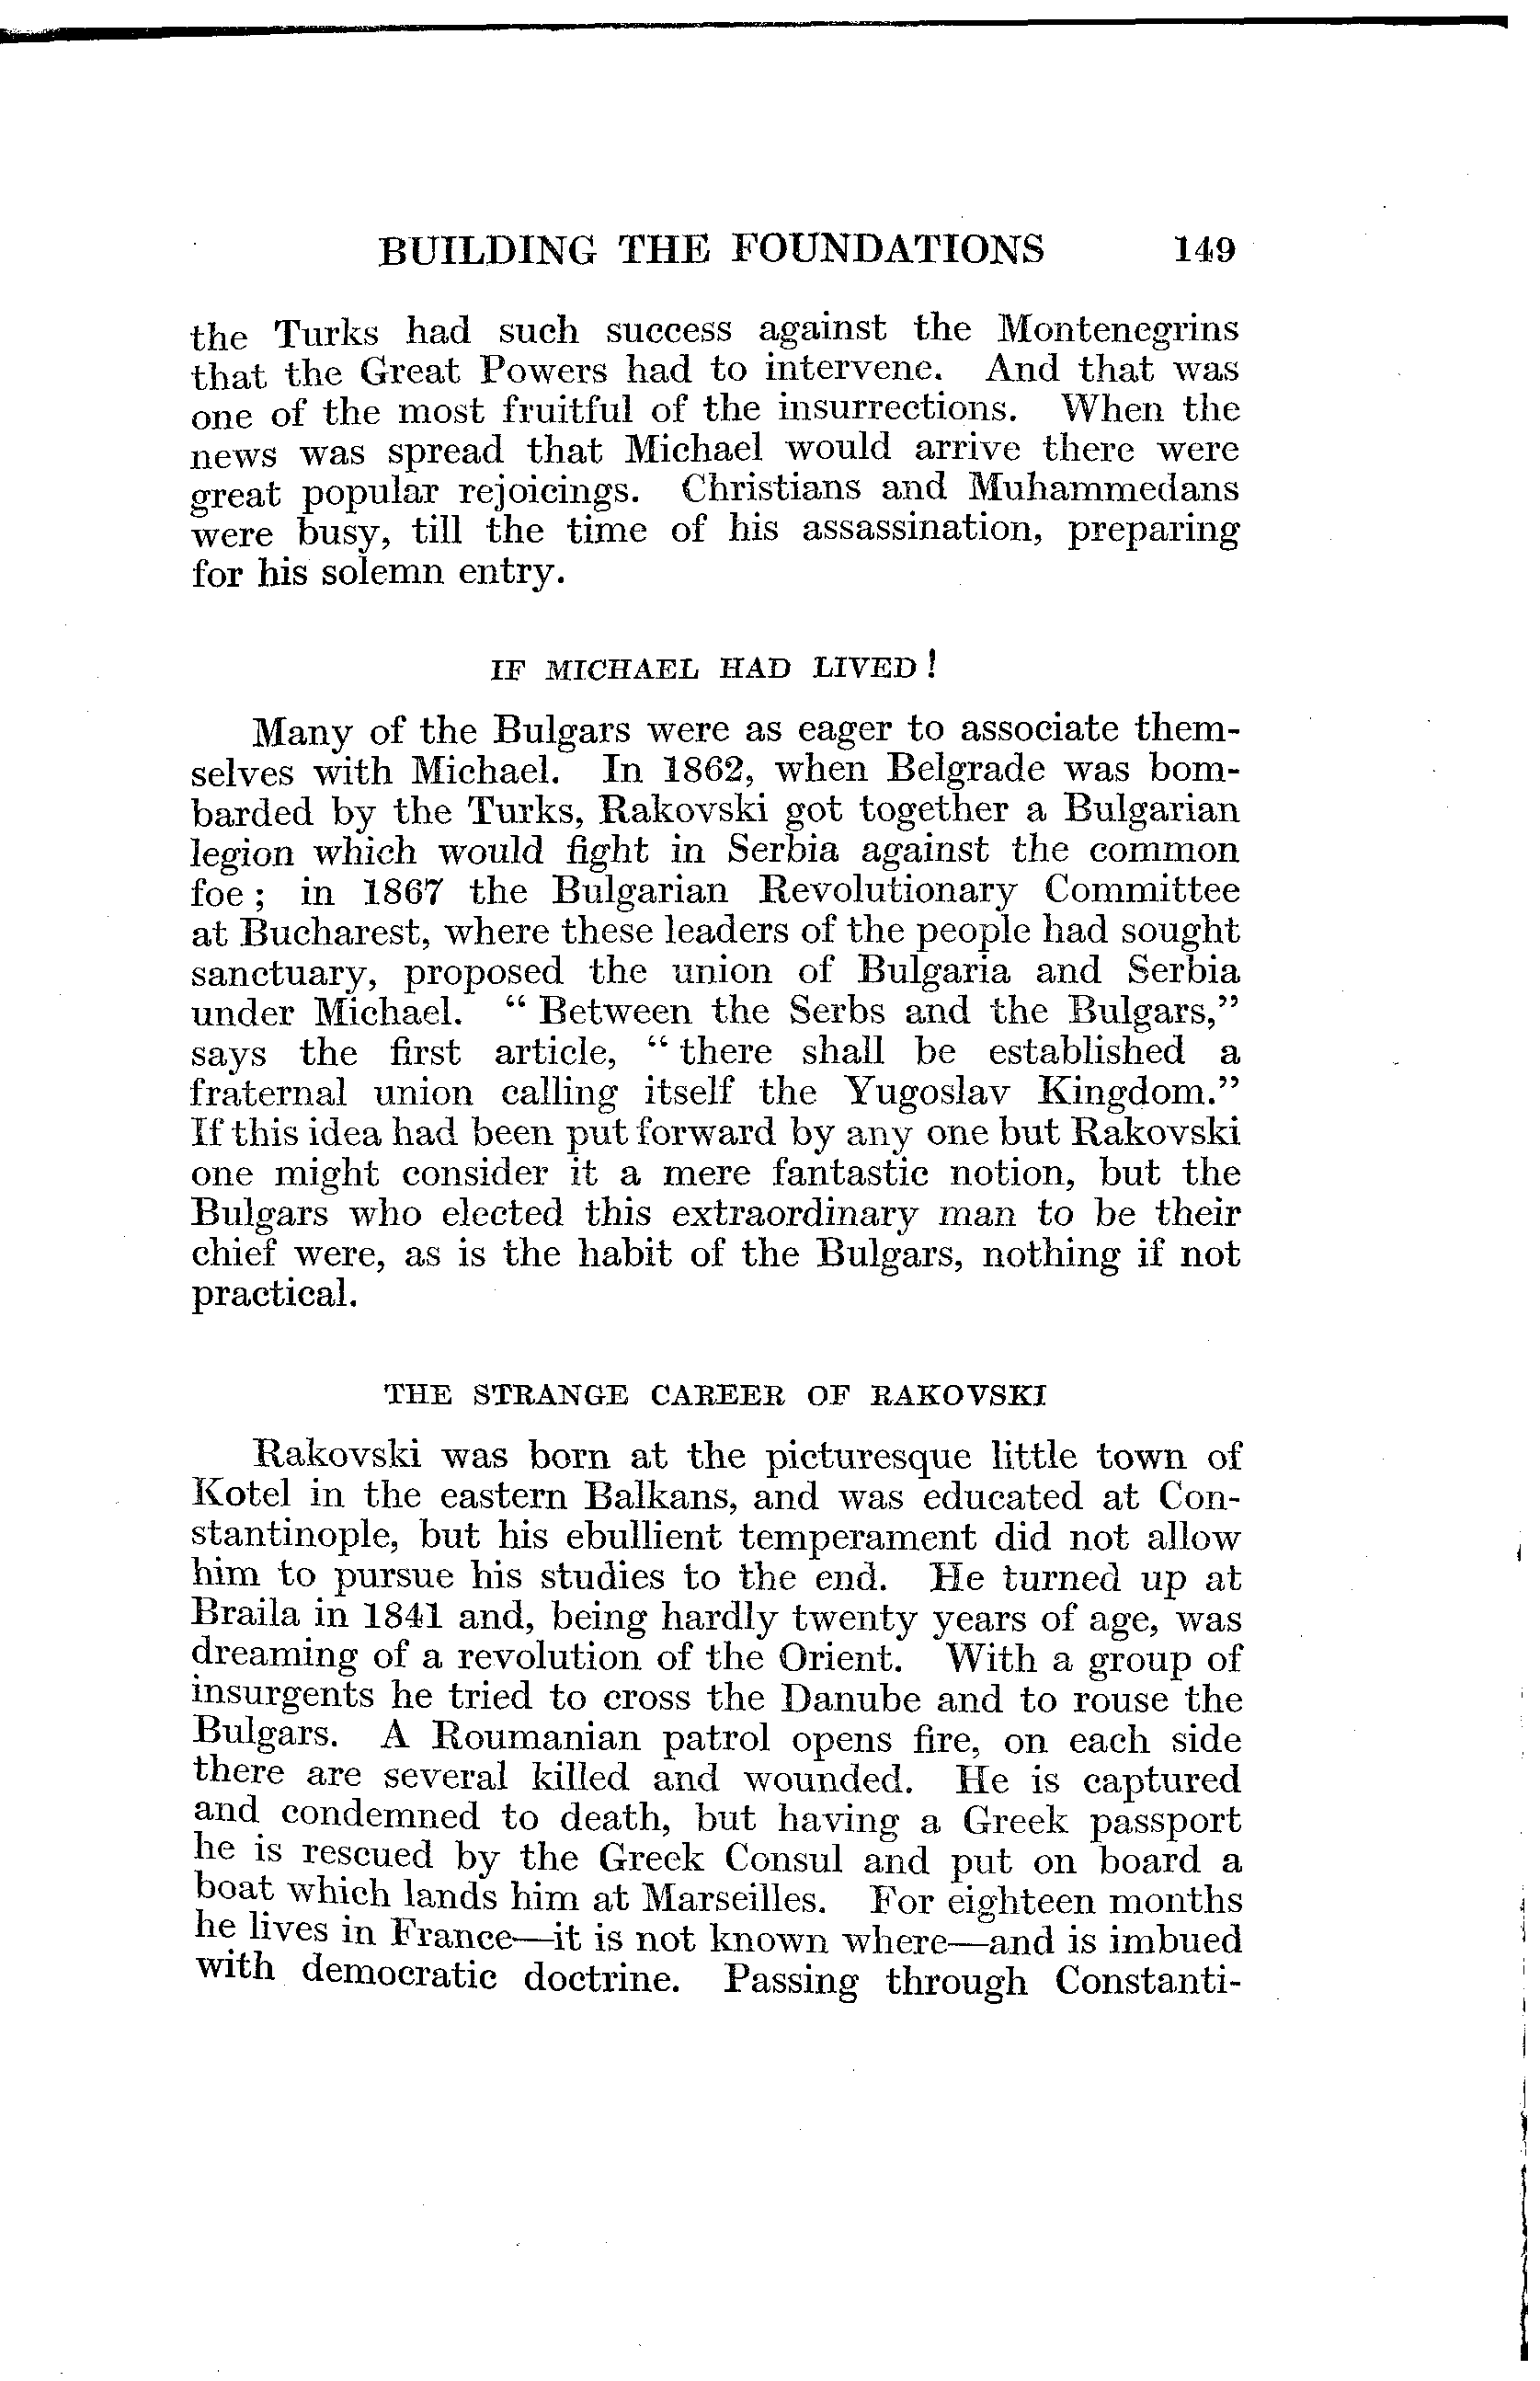 BUILDING THE FOUNDATIONS 149
the Turks had such success against the Montenegrins
that the Great Powers had to intervene. And that was
one of the most fruitful of the insurrections. When the
news was spread that Michael would arrive there were
great popular rejoicings. Christians and Muhammedans
were busy, till the time of his assassination, preparing
for his solemn entry.
IF MICHAEL HAD LIVED !
Many of the Bulgars were as eager to associate them-
selves with Michael. In 1862, when Belgrade was bom-
barded by the Turks, Rakovski got together a Bulgarian
legion which would fight in Serbia against the common
foe ; in 1867 the Bulgarian Revolutionary Committee
at Bucharest, where these leaders of the people had sought
sanctuary, proposed the union of Bulgaria and Serbia
under Michael. “ Between the Serbs and the Bulgars,”
says the first article, “ there shall be established a
fraternal union calling itself the Yugoslav Kingdom.”
If this idea had been put forward by any one but Rakovski
one might consider it a mere fantastic notion, but the
Bulgars who elected this extraordinary man to be their
chief were, as is the habit of the Bulgars, nothing if not
practical.
THE STRANGE CAREER OF RAKOVSKI
Rakovski was born at the picturesque little town of
Kotel in the eastern Balkans, and was educated at Con-
stantinople, but his ebullient temperament did not allow
him to pursue his studies to the end. He turned up at
Braila in 1841 and, being hardly twenty years of age, was
dreaming of a revolution of the Orient. With a group of
insurgents he tried to cross the Danube and to rouse the
Bulgars. A Roumanian patrol opens fire, on each side
there are several killed and wounded. He is captured
and condemned to death, but having a Greek passport
he is rescued by the Greek Consul and put on board a
boat which lands him at Marseilles. For eighteen months
he lives in France—it is not known where—and is imbued
with democratic doctrine. Passing through Constanti-